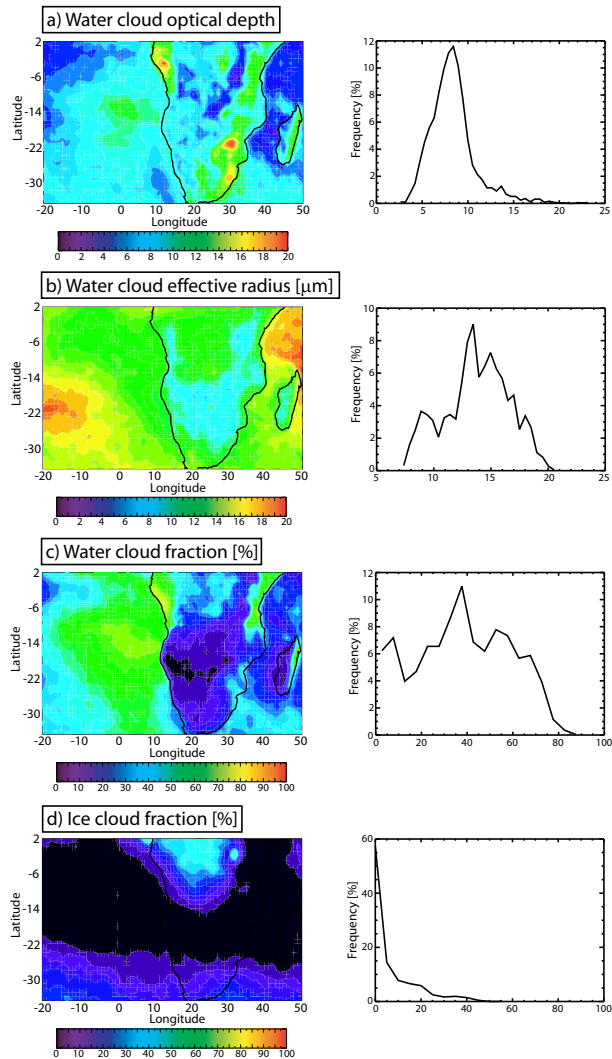 a) Water cloud optical depth
2
-6
-14
-22
-30
Latitude
-20 -10 0 10 20 30 40 50
Longitude
0 2 4 6 8 10 12 14 16 18 20
12
10
8
6
4
2
0
Frequency [%]
0 5 10 15 20 25
b) Water cloud effective radius [μm]
2
-6
-14
-22
-30
Latitude
-20 -10 0 10 20 30 40 50
Longitude
0 2 4 6 8 10 12 14 16 18 20
10
8
6
4
2
0
Frequency [%]
5 10 15 20 25
c) Water cloud fraction [%]
2
-6
-14
-22
-30
Latitude
-20 -10 0 10 20 30 40 50
Longitude
0 10 20 30 40 50 60 70 80 90 100
12
10
8
6
4
2
0
Frequency [%]
0 20 40 60 80 100
d) Ice cloud fraction [%]
2
-6
-14
-22
-30
Latitude
-20 -10 0 10 20 30 40 50
Longitude
0 10 20 30 40 50 60 70 80 90 100
60
40
20
0
Frequency [%]
0 20 40 60 80 100